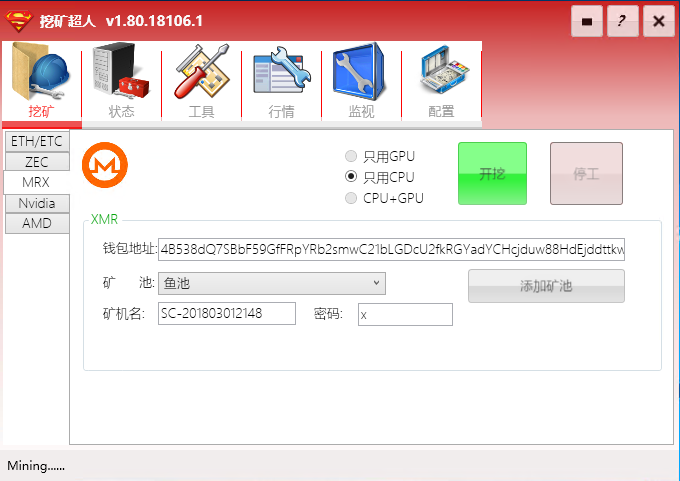 挖矿超人 v1.80.18106.1
挖矿 状态 工具 行情 监视 配置
ETH/ETC
ZEC
MRX
Nvidia
AMD
只用GPU
只用CPU
CPU+GPU
开挖 停工
XMR
钱包地址: 4B538dQ7SBbF59GfFRpYRb2smwC21bLGDcU2fkRGYadYCHcjduw88HdEjddttkw
矿 池: 鱼池 添加矿池
矿机名: SC-201803012148 密码: x
Mining......